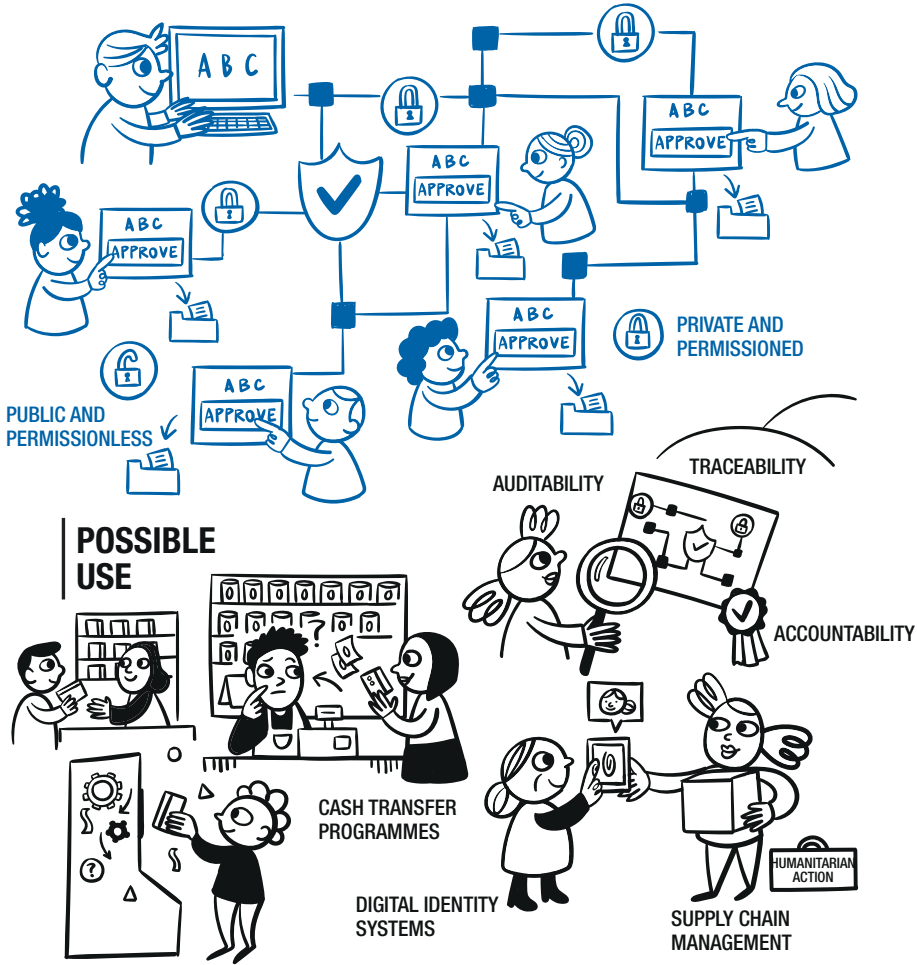 ABC
ABC
APPROVE
ABC
APPROVE
ABC
APPROVE
ABC
APPROVE
PRIVATE AND
PERMISSIONED
ABC
APPROVE
PUBLIC AND
PERMISSIONLESS
TRACEABILITY
AUDITABILITY
POSSIBLE
USE
?
ACCOUNTABILITY
CASH TRANSFER
PROGRAMMES
?
HUMANITARIAN
ACTION
DIGITAL IDENTITY
SYSTEMS
SUPPLY CHAIN
MANAGEMENT